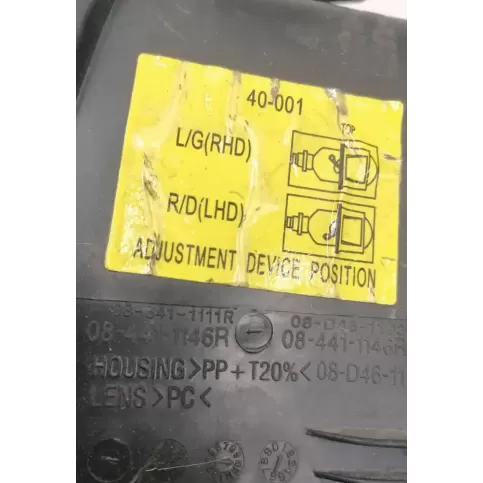 40-001
TOP
L/G(RHD)
R/D(LHD)
ADJUSTMENT DEVICE POSITION
08-441-1146R 08-441-1146R
HOUSING>PP+T20%< 08-D46-11
LENS>PC<